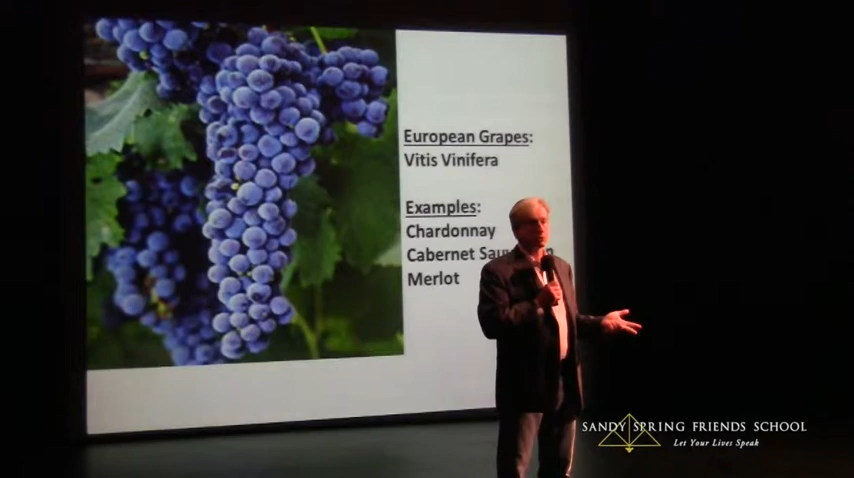 European Grapes:
Vitis Vinifera
Examples:
Chardonnay
Cabernet
Merlot
SANDY SPRING FRIENDS SCHOOL
Let Your Lives Speak